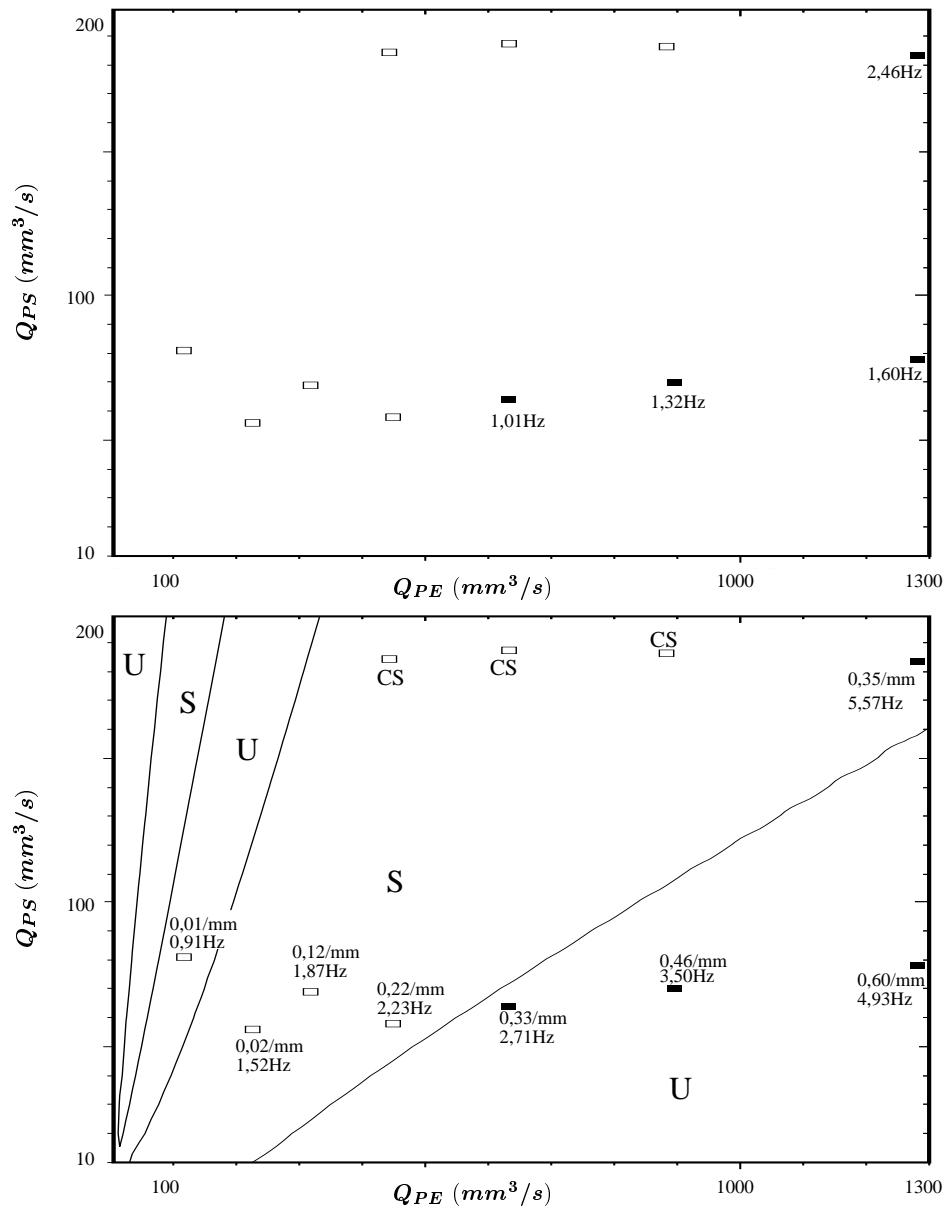 200
2,46Hz
Q_PS (mm³/s)
100
1,60Hz
1,32Hz
1,01Hz
10
100
Q_PE (mm³/s)
1000
1300
200
CS
U
CS
CS
0,35/mm
S
5,57Hz
U
Q_PS (mm³/s)
S
100
0,01/mm
0,91Hz
0,12/mm
1,87Hz
0,46/mm
3,50Hz
0,22/mm
2,23Hz
0,60/mm
4,93Hz
0,33/mm
2,71Hz
0,02/mm
1,52Hz
U
10
100
Q_PE (mm³/s)
1000
1300